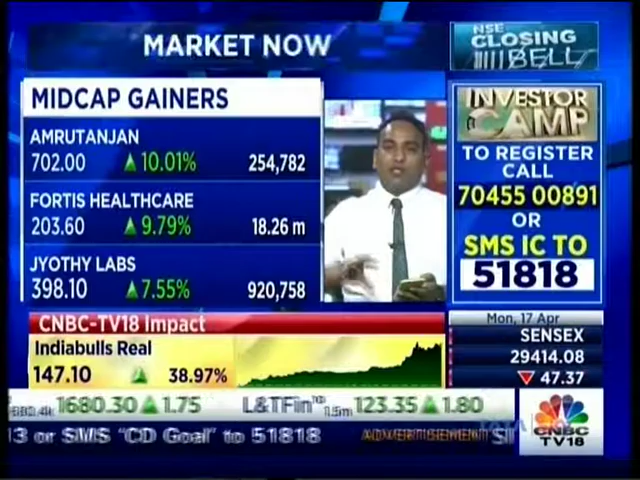 MARKET NOW
NSE
CLOSING
BELL
MIDCAP GAINERS
AMRUTANJAN
702.00 ▲ 10.01% 254,782
FORTIS HEALTHCARE
203.60 ▲ 9.79% 18.26 m
JYOTHY LABS
398.10 ▲ 7.55% 920,758
INVESTOR
CAMP
TO REGISTER
CALL
70455 00891
OR
SMS IC TO
51818
CNBC-TV18 Impact
Indiabulls Real
147.10 ▲ 38.97%
Mon, 17 Apr
SENSEX
29414.08
▼ 47.37
1680.30 ▲ 1.75 L&TFin 1.5m 123.35 ▲ 1.80
13 or SMS "CD Goal" to 51818 ADVERTISEMENT
CNBC
TV18